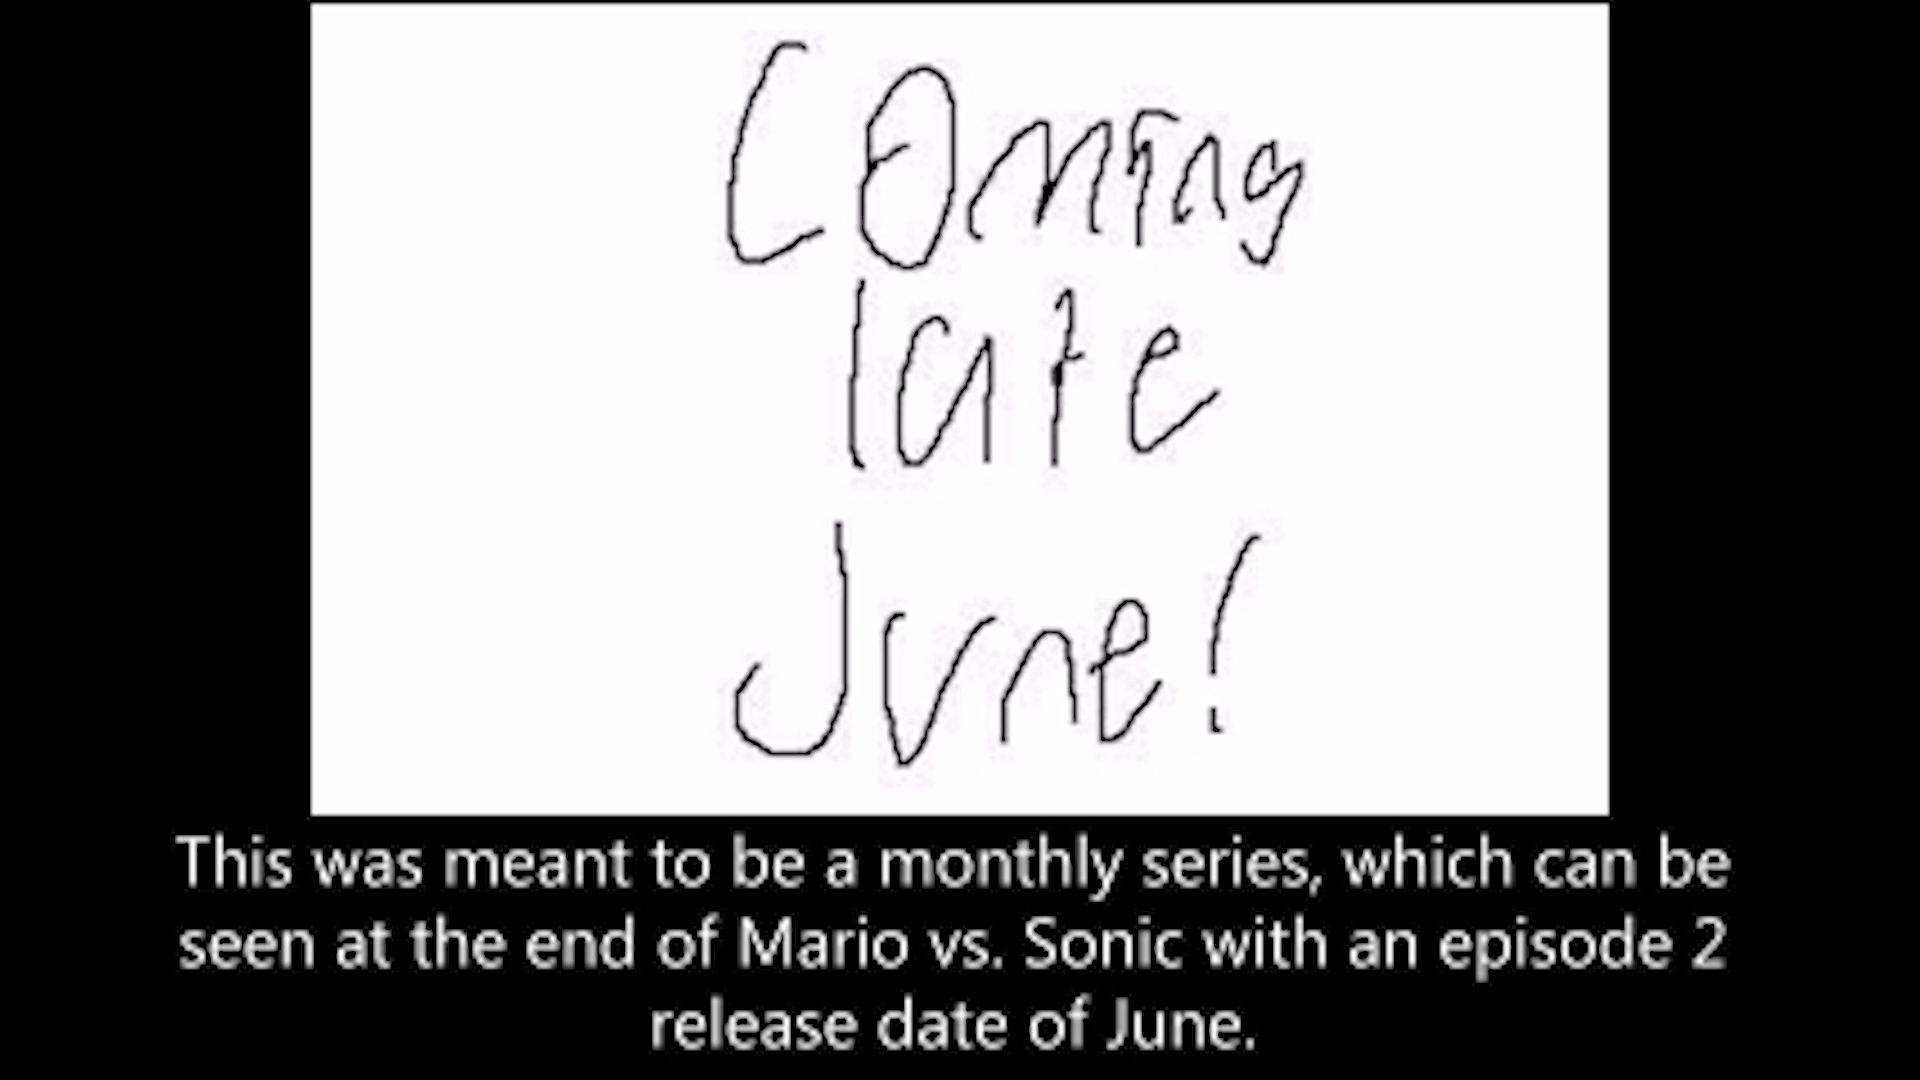 Coming
late
June!
This was meant to be a monthly series, which can be
seen at the end of Mario vs. Sonic with an episode 2
release date of June.